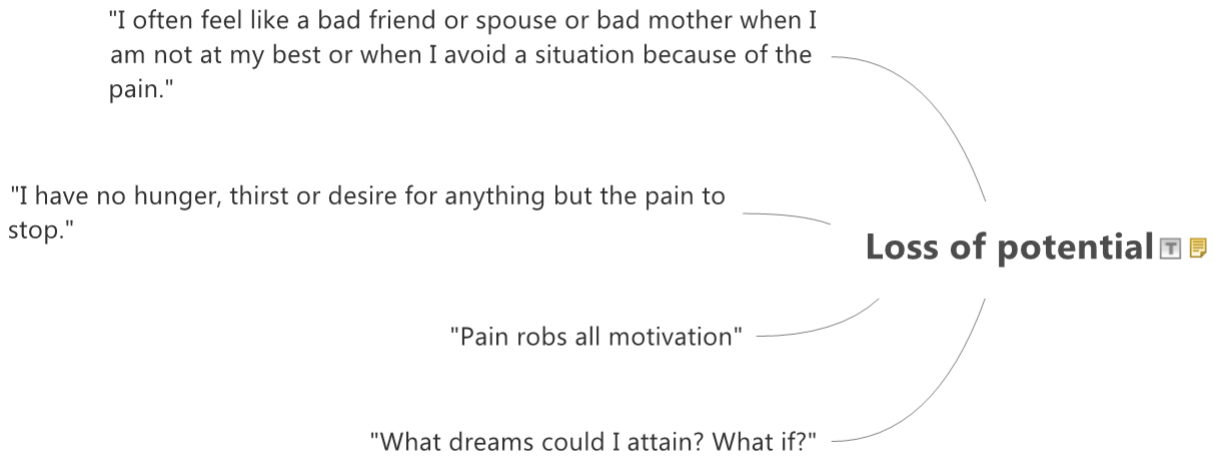 "I often feel like a bad friend or spouse or bad mother when I
am not at my best or when I avoid a situation because of the
pain."
"I have no hunger, thirst or desire for anything but the pain to
stop."
Loss of potential T
"Pain robs all motivation"
"What dreams could I attain? What if?"